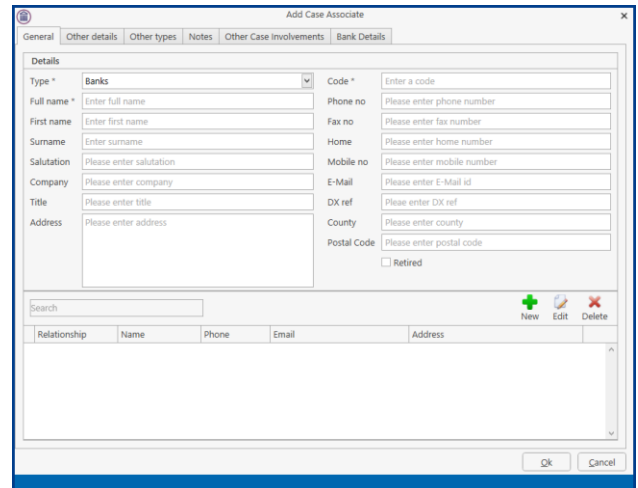 Add Case Associate
General Other details Other types Notes Other Case Involvements Bank Details
Details
Type * Banks Code * Enter a code
Full name * Enter full name Phone no Please enter phone number
First name Enter first name Fax no Please enter fax number
Surname Enter surname Home Please enter home number
Salutation Please enter salutation Mobile no Please enter mobile number
Company Please enter company E-Mail Please enter E-Mail id
Title Please enter title DX ref Pleae enter DX ref
Address Please enter address County Please enter county
Postal Code Please enter postal code
Retired
Search New Edit Delete
Relationship Name Phone Email Address
Ok Cancel